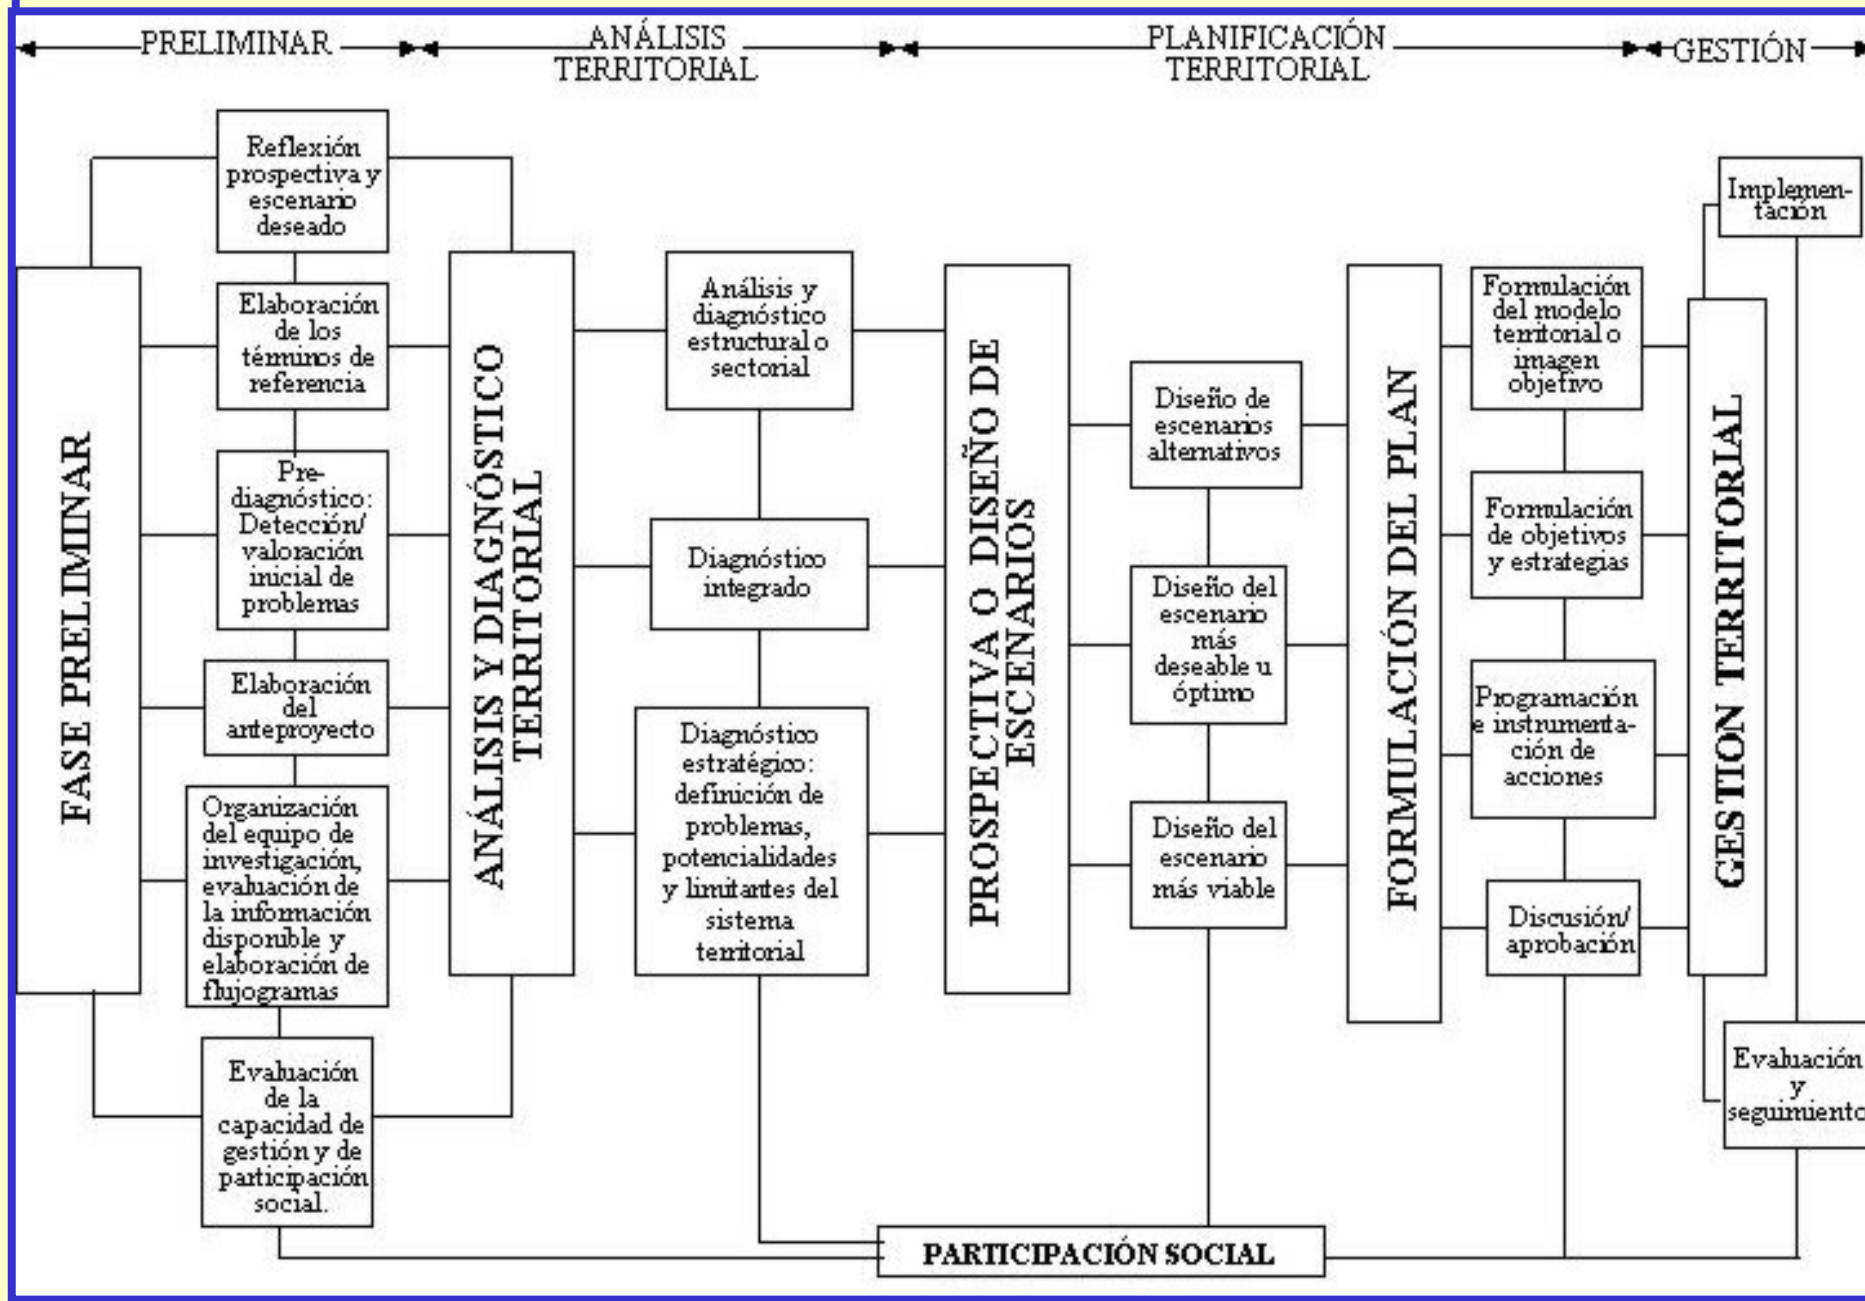 PRELIMINAR
ANÁLISIS
TERRITORIAL
PLANIFICACIÓN
TERRITORIAL
GESTIÓN
FASE PRELIMINAR
Reflexión
prospectiva y
escenario
deseado
Elaboración
de los
términos de
referencia
Pre-
diagnóstico:
Detección/
valoración
inicial de
problemas
Elaboración
del
anteproyecto
Organización
del equipo de
investigación,
evaluación de
la información
disponible y
elaboración de
flujogramas
Evaluación
de la
capacidad de
gestión y de
participación
social.
ANÁLISIS Y DIAGNÓSTICO
TERRITORIAL
Análisis y
diagnóstico
estructural o
sectorial
Diagnóstico
integrado
Diagnóstico
estratégico:
definición de
problemas,
potencialidades
y limitantes del
sistema
territorial
PROSPECTIVA O DISEÑO DE
ESCENARIOS
Diseño de
escenarios
alternativos
Diseño del
escenario
más
deseable u
óptimo
Diseño del
escenario
más viable
FORMULACIÓN DEL PLAN
Formulación
del modelo
territorial o
imagen
objetivo
Formulación
de objetivos
y estrategias
Programación
e instrumenta-
ción de
acciones
Discusión/
aprobación
GESTION TERRITORIAL
Implemen-
tación
Evaluación
y
seguimiento
PARTICIPACIÓN SOCIAL